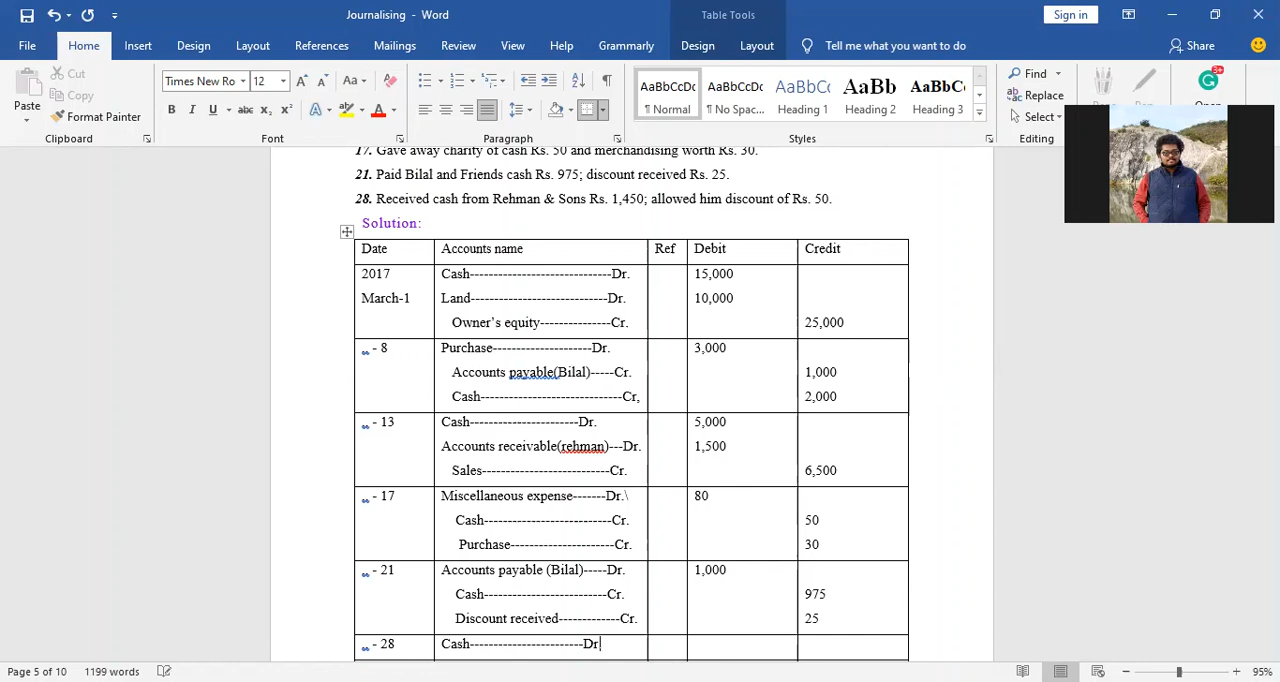 Journalising - Word
Table Tools
Sign in
File Home Insert Design Layout References Mailings Review View Help Grammarly Design Layout Tell me what you want to do Share
Paste
Cut
Copy
Format Painter
Clipboard
Times New Ro 12
Aa
B I U abc x₂ x² A A
Font
Paragraph
AaBbCcDc AaBbCcDc AaBbCc AaBb AaBbCc
¶ Normal ¶ No Spac... Heading 1 Heading 2 Heading 3
Styles
Find
Replace
Select
Editing
3+
17. Gave away charity of cash Rs. 50 and merchandising worth Rs. 30.
21. Paid Bilal and Friends cash Rs. 975; discount received Rs. 25.
28. Received cash from Rehman & Sons Rs. 1,450; allowed him discount of Rs. 50.
Solution:
Date Accounts name Ref Debit Credit
2017 Cash-----------------------------Dr. 15,000
March-1 Land----------------------------Dr. 10,000
Owner's equity---------------Cr. 25,000
„ - 8 Purchase---------------------Dr. 3,000
Accounts payable(Bilal)-----Cr. 1,000
Cash-----------------------------Cr, 2,000
„ - 13 Cash-----------------------Dr. 5,000
Accounts receivable(rehman)---Dr. 1,500
Sales---------------------------Cr. 6,500
„ - 17 Miscellaneous expense-------Dr.\ 80
Cash--------------------------Cr. 50
Purchase----------------------Cr. 30
„ - 21 Accounts payable (Bilal)-----Dr. 1,000
Cash-------------------------Cr. 975
Discount received-------------Cr. 25
„ - 28 Cash------------------------Dr
Page 5 of 10 1199 words 95%